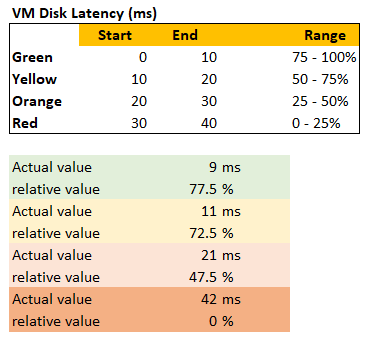 VM Disk Latency (ms)
Start End Range
Green 0 10 75 - 100%
Yellow 10 20 50 - 75%
Orange 20 30 25 - 50%
Red 30 40 0 - 25%
Actual value 9 ms
relative value 77.5 %
Actual value 11 ms
relative value 72.5 %
Actual value 21 ms
relative value 47.5 %
Actual value 42 ms
relative value 0 %